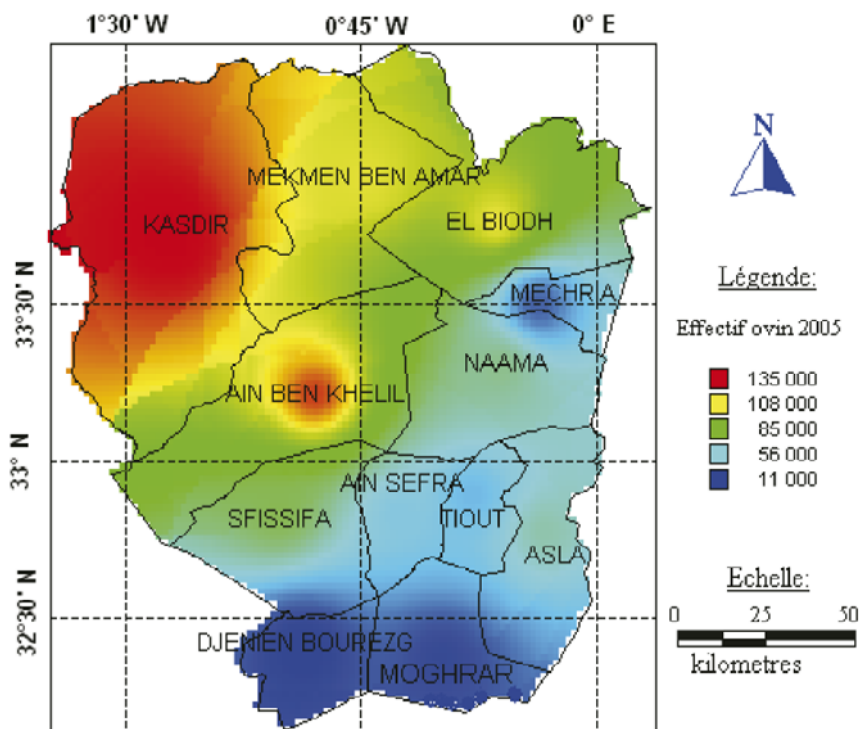 1°30' W 0°45' W 0° E
N
MEKMEN BEN AMAR
KASDIR
EL BIODH
MECHRIA
33°30' N
NAAMA
AIN BEN KHELIL
33° N
AIN SEFRA
SFISSIFA
TIOUT
ASLA
32°30' N
DJENIEN BOUREZG
MOGHRAR
Légende:
Effectif ovin 2005
135 000
108 000
85 000
56 000
11 000
Echelle:
0 25 50
kilometres